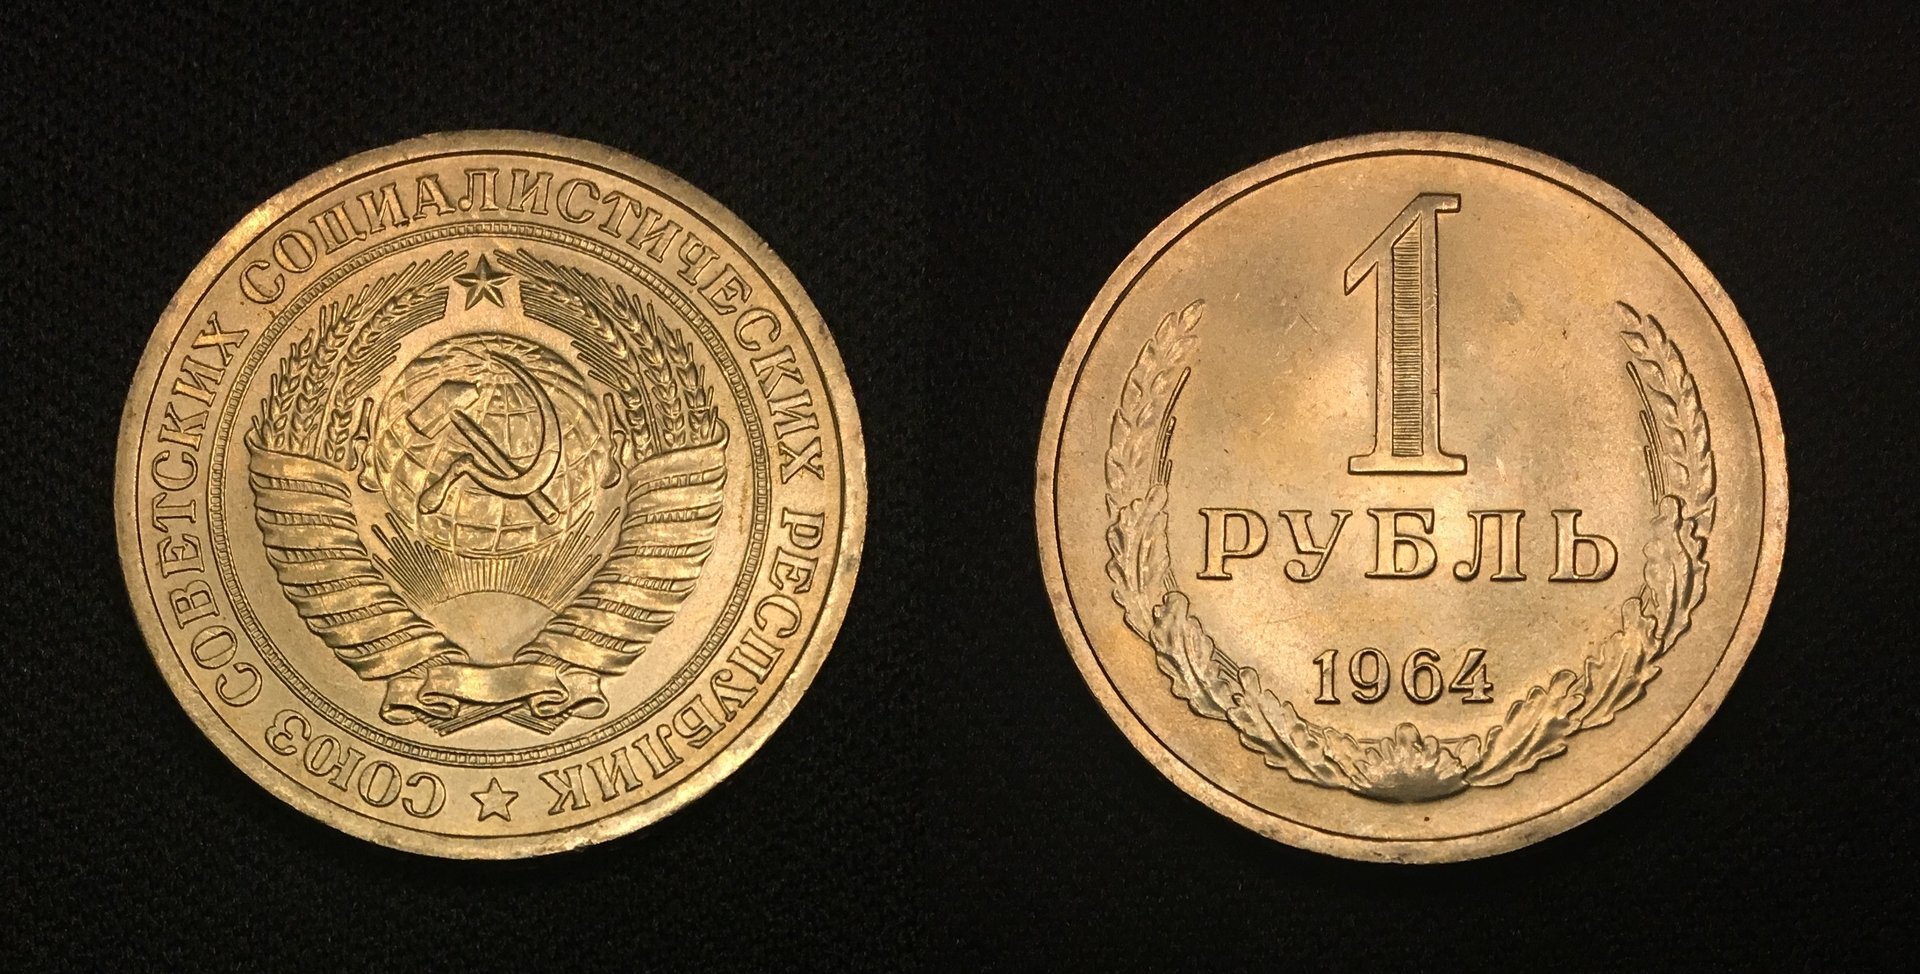 СОЮЗ СОВЕТСКИХ СОЦИАЛИСТИЧЕСКИХ РЕСПУБЛИК
1
РУБЛЬ
1964